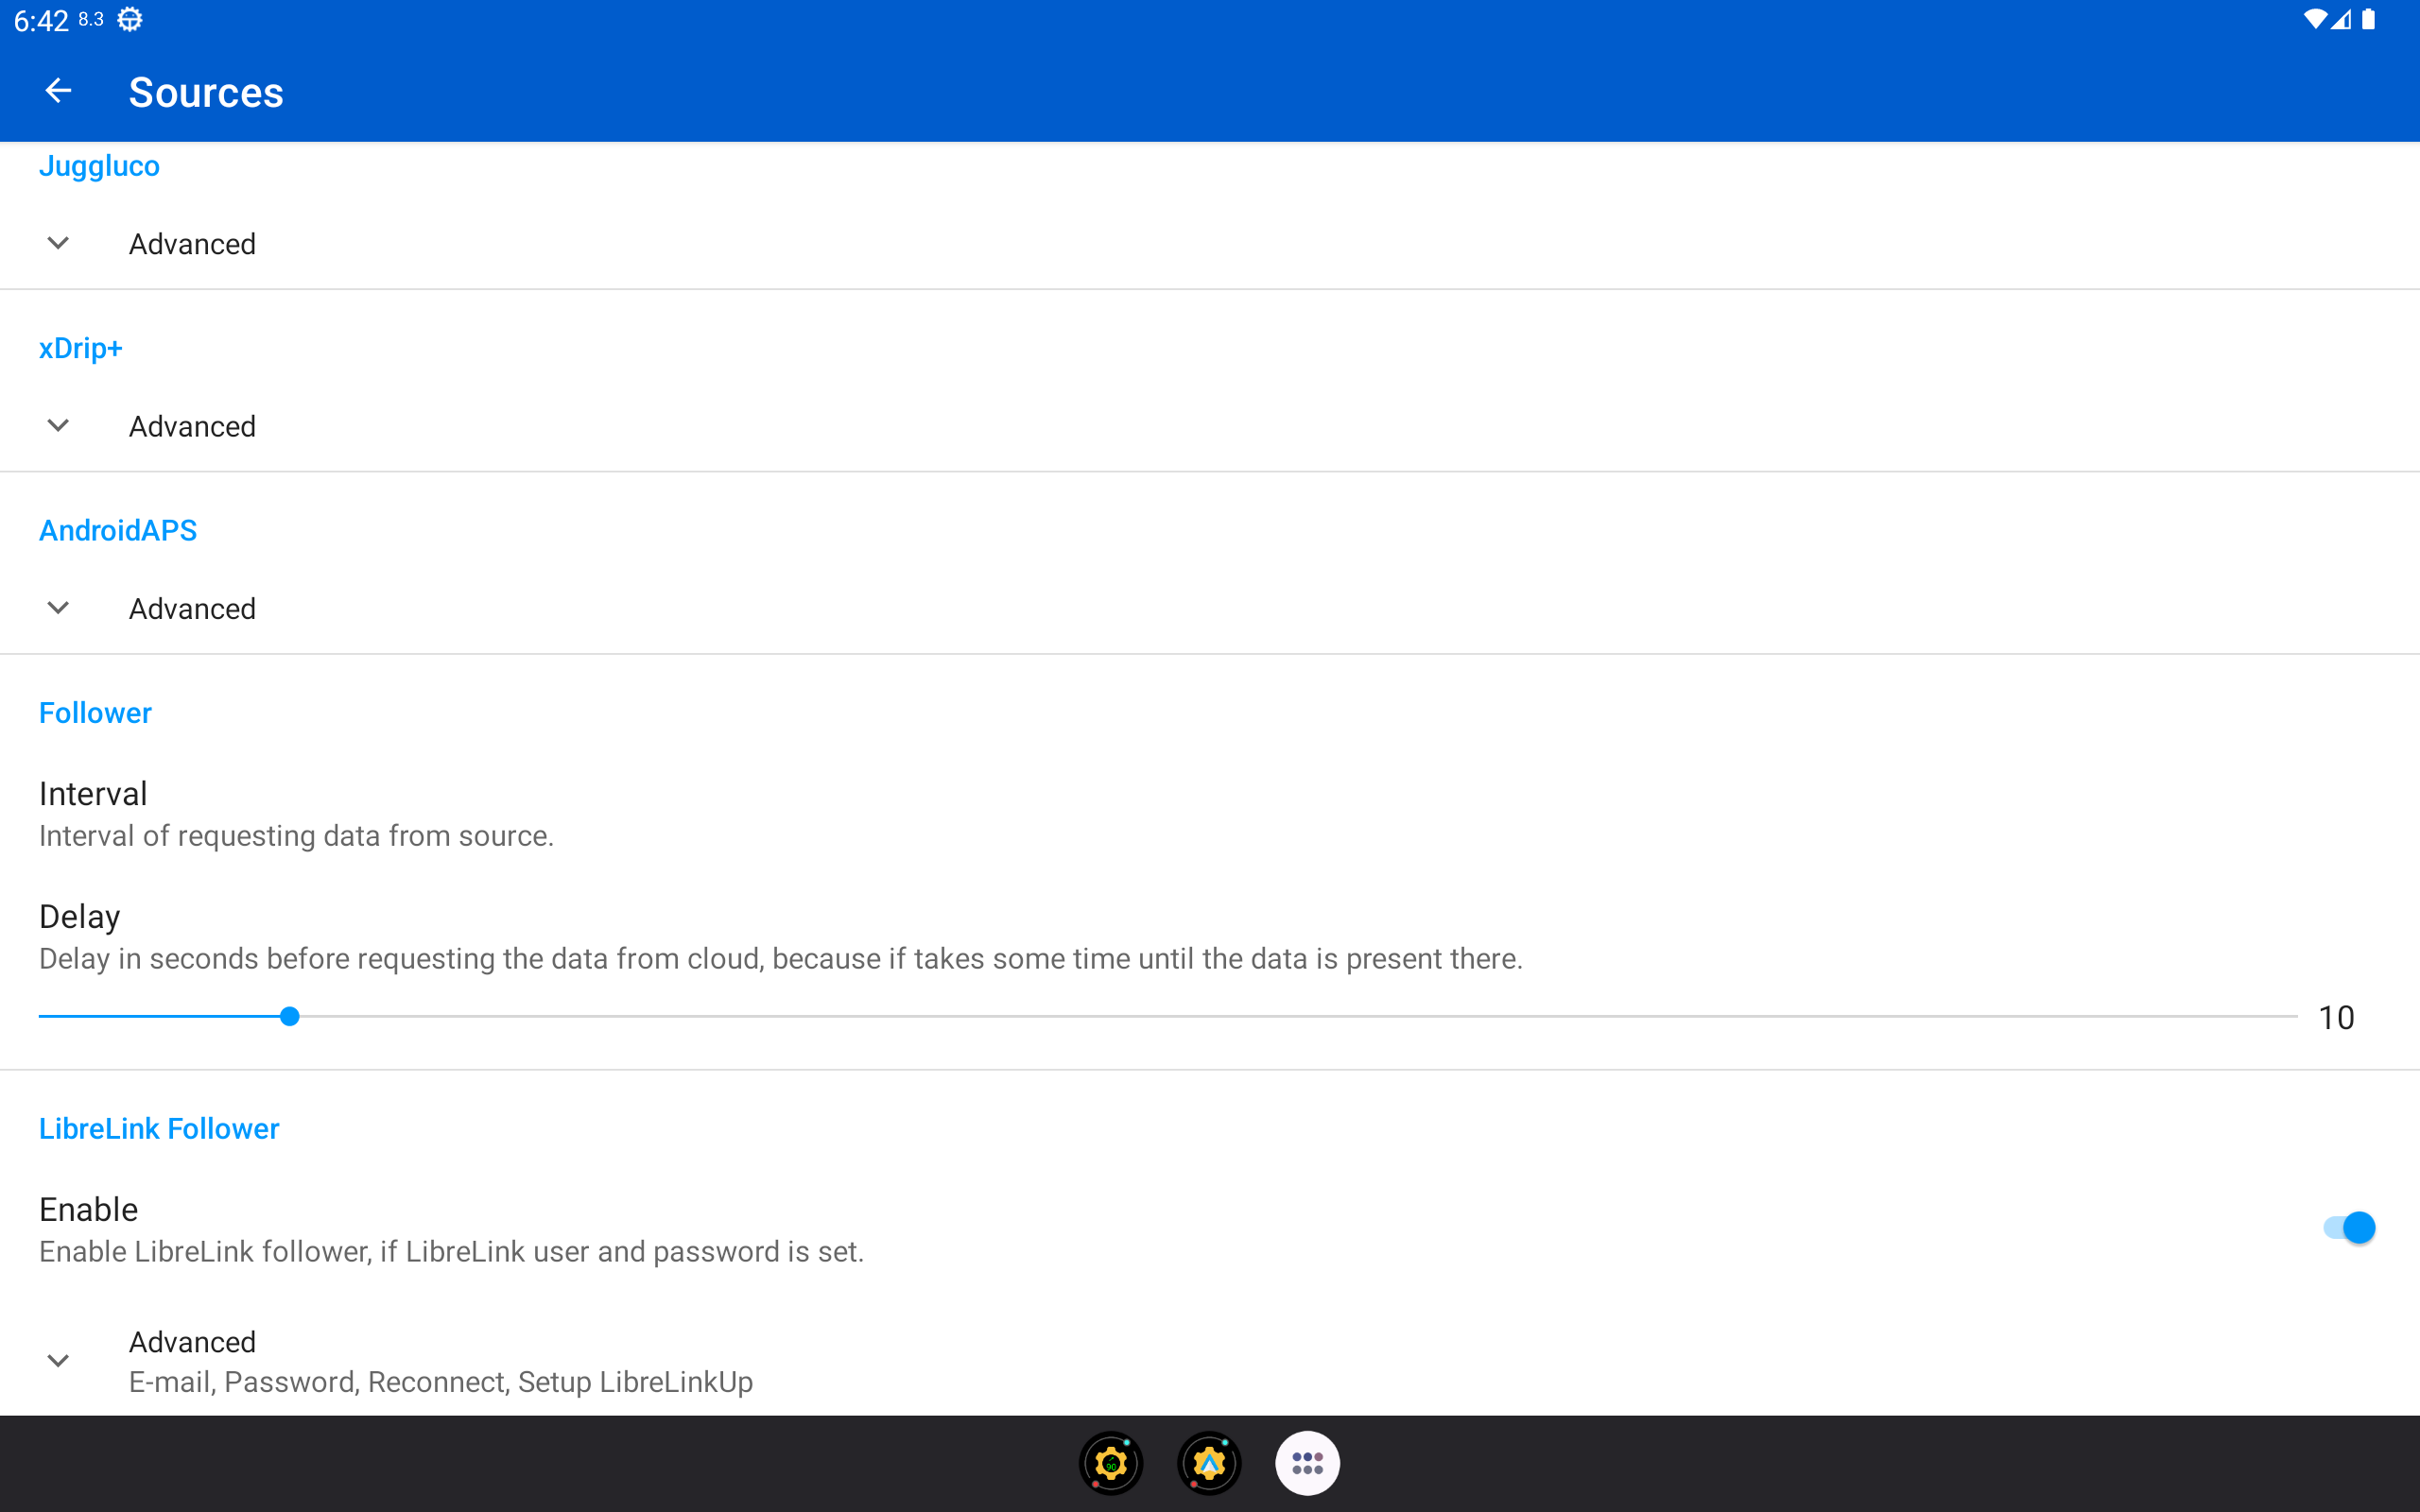 6:42 8.3
Sources
Juggluco
Advanced
xDrip+
Advanced
AndroidAPS
Advanced
Follower
Interval
Interval of requesting data from source.
Delay
Delay in seconds before requesting the data from cloud, because if takes some time until the data is present there.
10
LibreLink Follower
Enable
Enable LibreLink follower, if LibreLink user and password is set.
Advanced
E-mail, Password, Reconnect, Setup LibreLinkUp
90